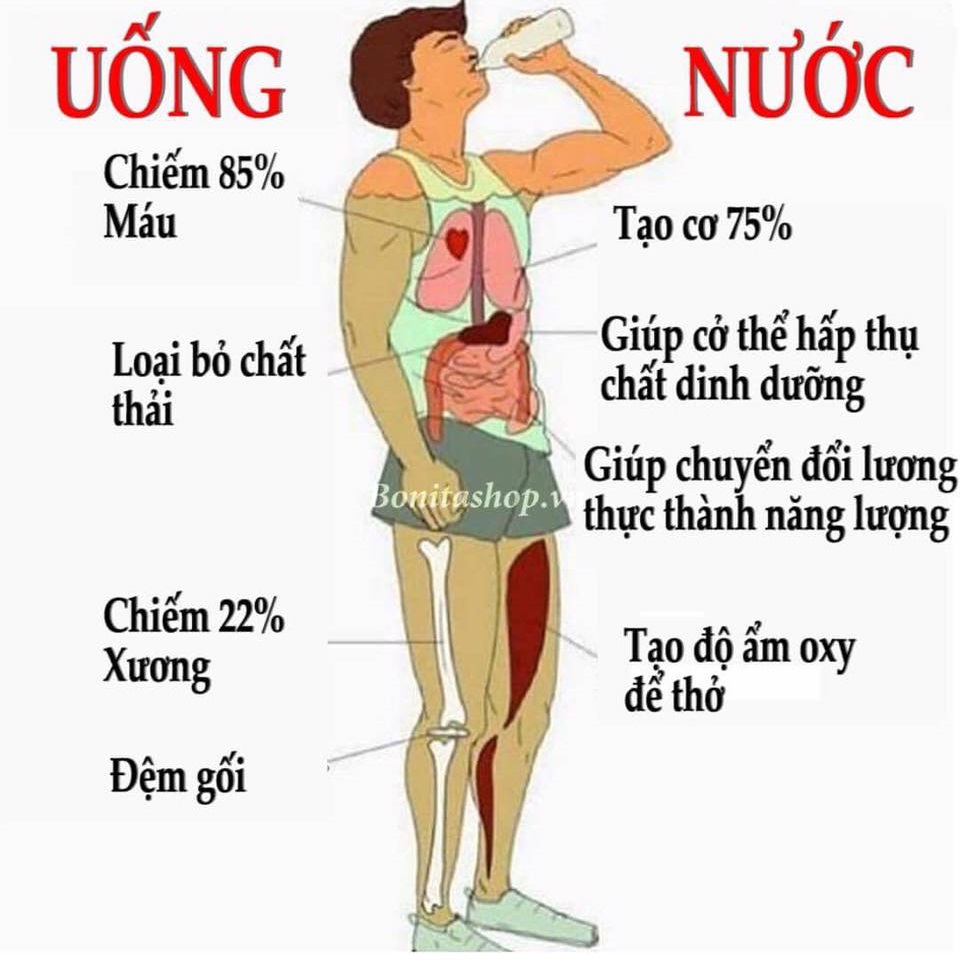 UỐNG NƯỚC
Chiếm 85%
Máu
Tạo cơ 75%
Giúp cở thể hấp thụ
chất dinh dưỡng
Loại bỏ chất
thải
Giúp chuyển đổi lương
thực thành năng lượng
Bonitashop.v
Chiếm 22%
Xương
Tạo độ ẩm oxy
để thở
Đệm gối